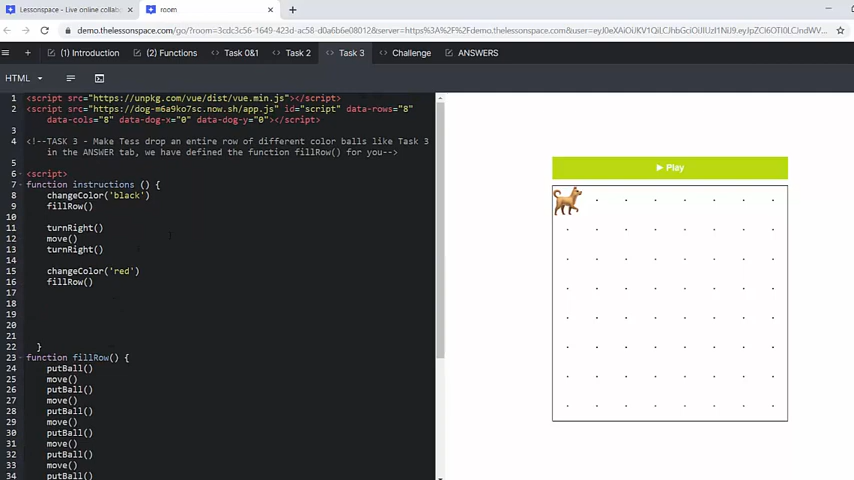 Lessonspace - Live online collab
room
demo.thelessonspace.com/go/?room=3c3c56-1649-423d-ac58-d0a6b6e08012&server=https%3A%2F%2Fdemo.thelessonspace.com&user=eyJ0eXAiOiJKV1QiLCJhbGciOiJIUzI1NiJ9.eyJpZCI6OTI0LCJndWV
(1) Introduction
(2) Functions
Task 0&1
Task 2
Task 3
Challenge
ANSWERS
HTML
1 <script src="https://unpkg.com/vue/dist/vue.min.js"></script>
2 <script src="https://dog-m6a9ko7sc.now.sh/app.js" id="script" data-rows="8"
data-cols="8" data-dog-x="0" data-dog-y="0"></script>
3
4 <!--TASK 3 - Make Tess drop an entire row of different color balls like Task 3
in the ANSWER tab, we have defined the function fillRow() for you-->
5
6 <script>
7 function instructions () {
8 changeColor('black')
9 fillRow()
10
11 turnRight()
12 move()
13 turnRight()
14
15 changeColor('red')
16 fillRow()
17
18
19
20
21
22 }
23 function fillRow() {
24 putBall()
25 move()
26 putBall()
27 move()
28 putBall()
29 move()
30 putBall()
31 move()
32 putBall()
33 move()
34 putBall()
Play